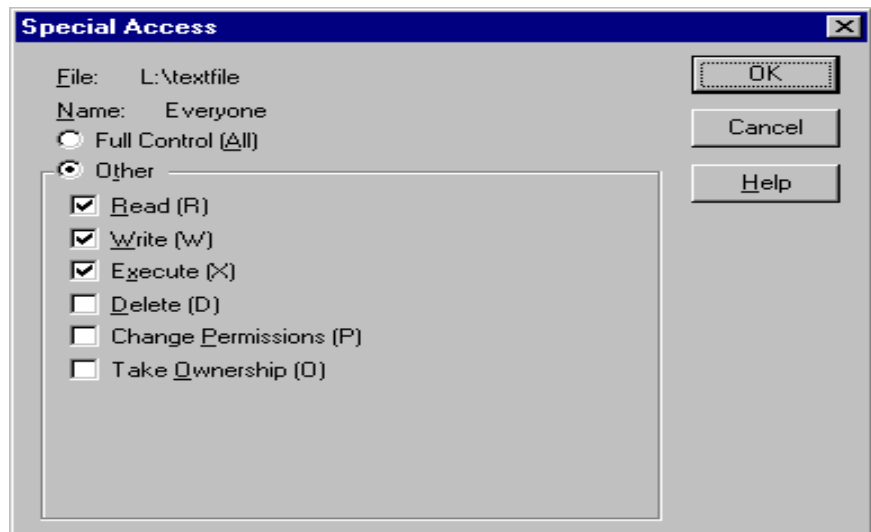 Special Access
File: L:\textfile
Name: Everyone
Full Control (All)
Other
Read (R)
Write (W)
Execute (X)
Delete (D)
Change Permissions (P)
Take Ownership (O)
OK
Cancel
Help